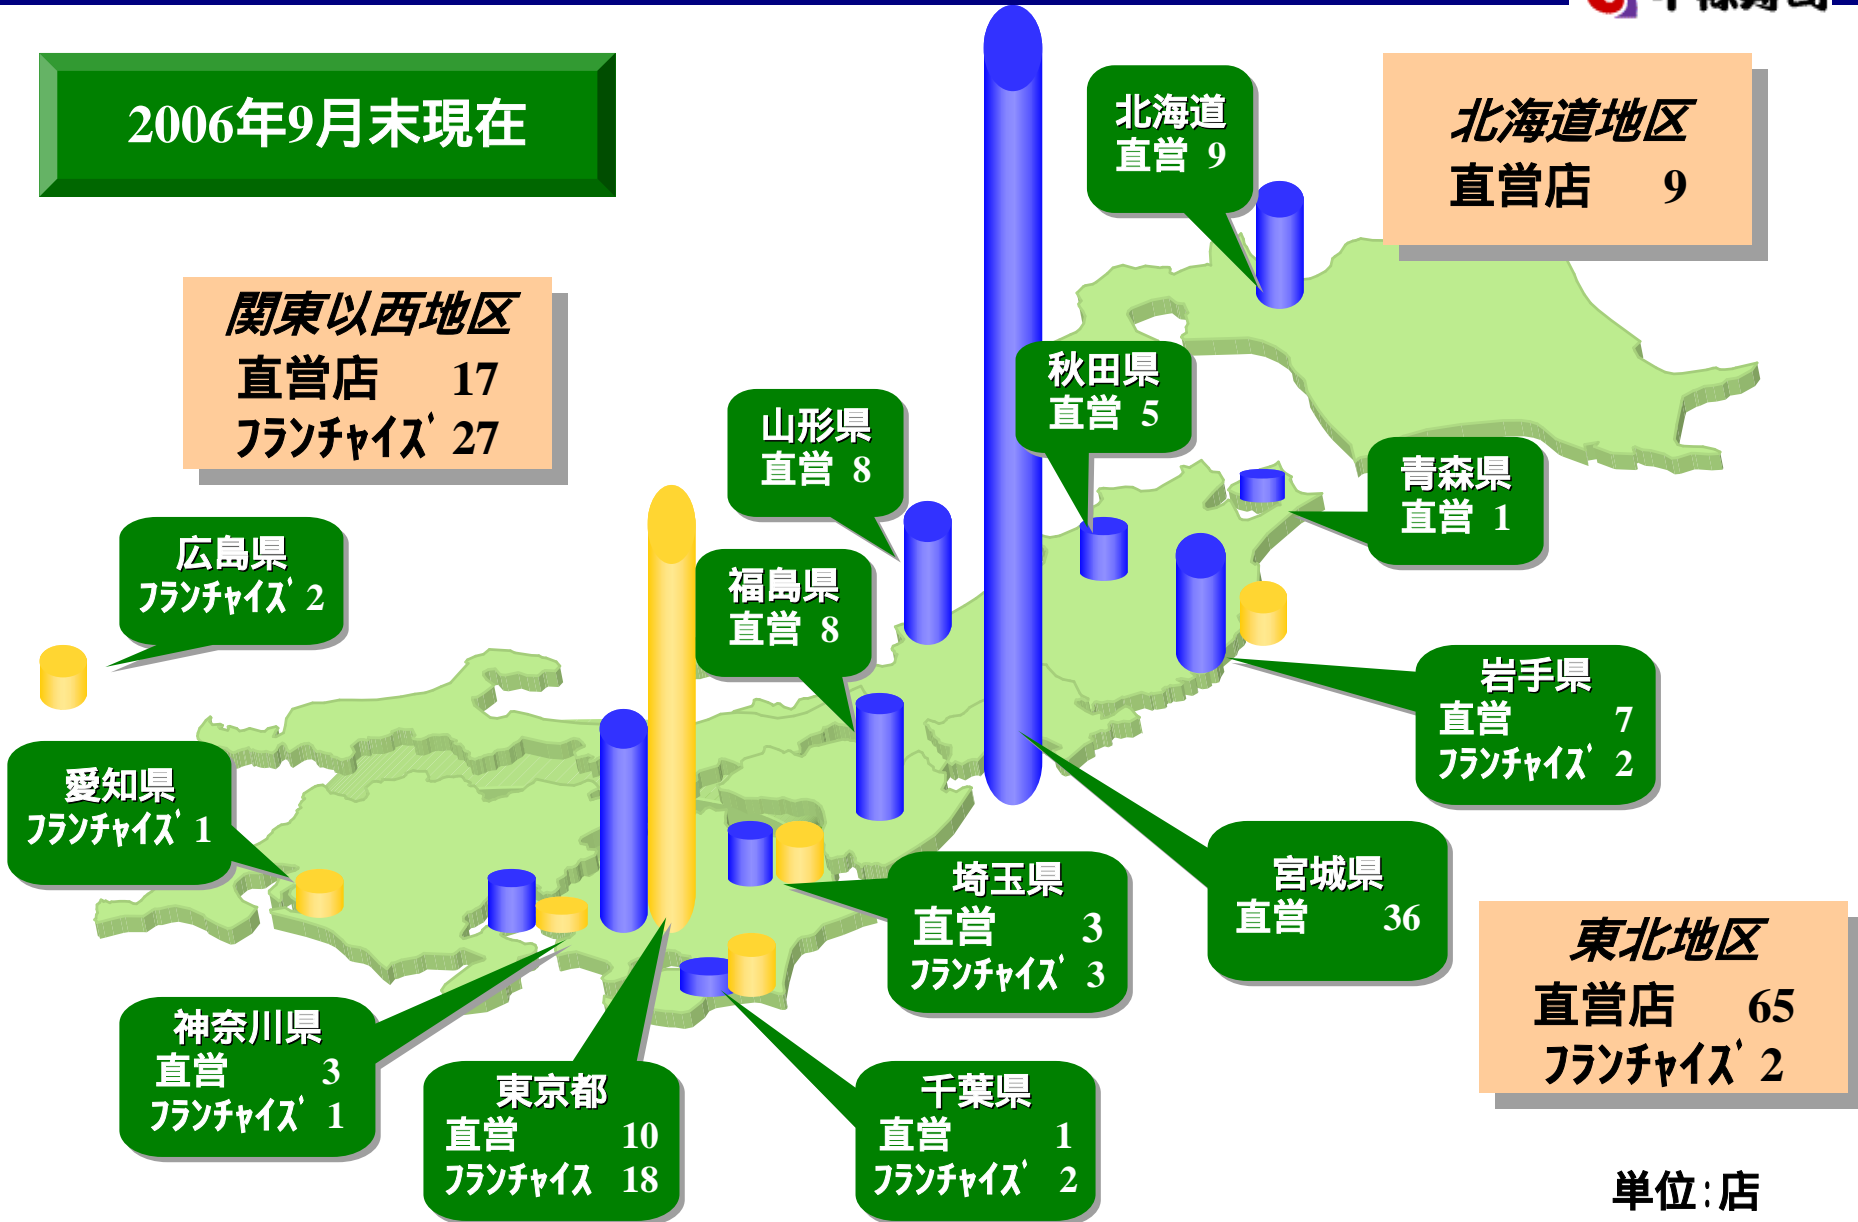 2006年9月末現在
北海道
直営 9
北海道地区
直営店 9
関東以西地区
直営店 17
フランチャイズ 27
秋田県
直営 5
山形県
直営 8
青森県
直営 1
広島県
フランチャイズ 2
福島県
直営 8
岩手県
直営 7
フランチャイズ 2
愛知県
フランチャイズ 1
埼玉県
直営 3
フランチャイズ 3
宮城県
直営 36
東北地区
直営店 65
フランチャイズ 2
神奈川県
直営 3
フランチャイズ 1
東京都
直営 10
フランチャイス 18
千葉県
直営 1
フランチャイズ 2
単位:店